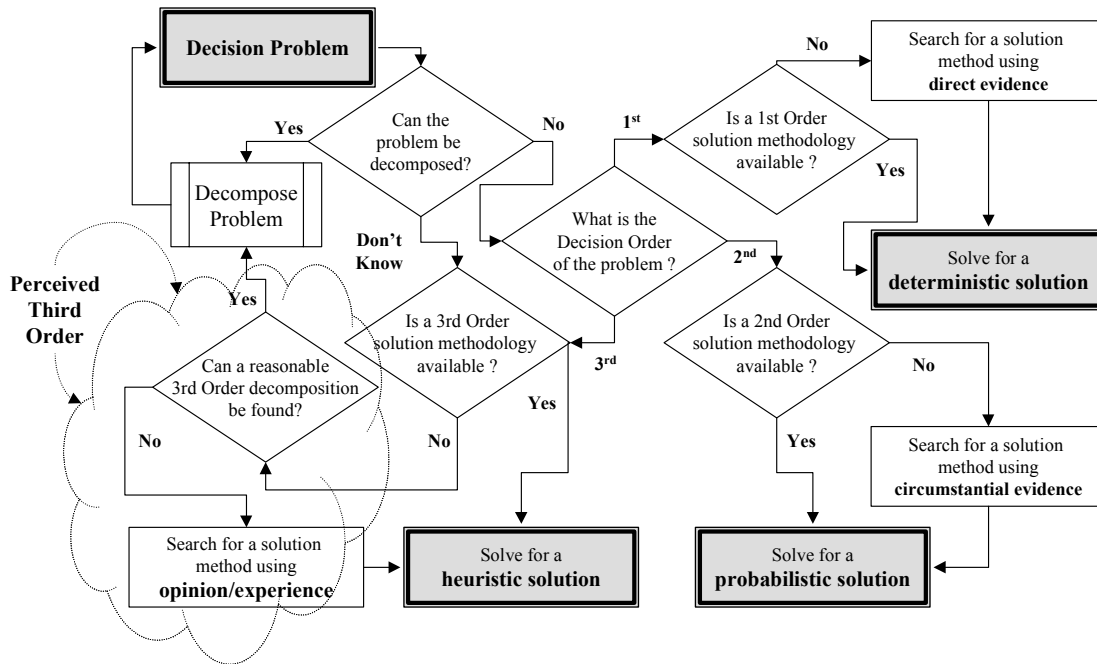 Decision Problem
Can the
problem be
decomposed?
Yes
No
Don't
Know
Decompose
Problem
Perceived
Third
Order
Yes
Can a reasonable
3rd Order decomposition
be found?
No
Search for a solution
method using
opinion/experience
Is a 3rd Order
solution methodology
available ?
Yes
No
Solve for a
heuristic solution
What is the
Decision Order
of the problem ?
1st
2nd
3rd
Is a 1st Order
solution methodology
available ?
No
Yes
Search for a solution
method using
direct evidence
Solve for a
deterministic solution
Is a 2nd Order
solution methodology
available ?
No
Yes
Search for a solution
method using
circumstantial evidence
Solve for a
probabilistic solution